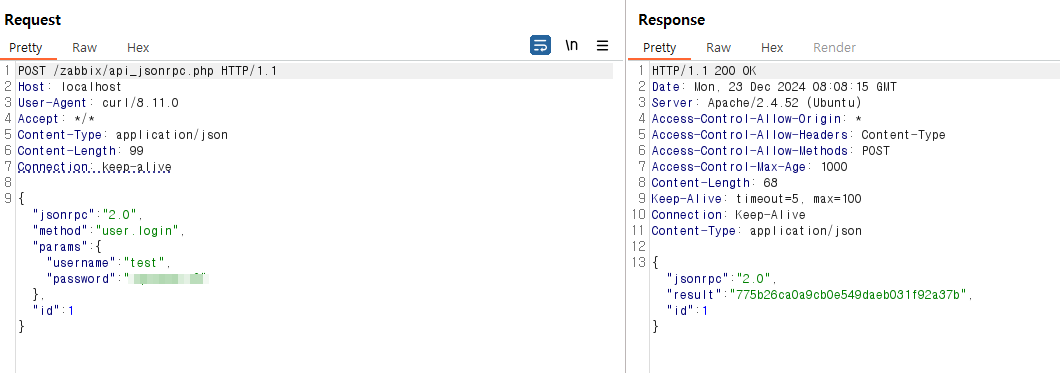 Request
Pretty Raw Hex \n
1 POST /zabbix/api_jsonrpc.php HTTP/1.1
2 Host: localhost
3 User-Agent: curl/8.11.0
4 Accept: */*
5 Content-Type: application/json
6 Content-Length: 99
7 Connection: keep-alive
8
9 {
"jsonrpc":"2.0",
"method":"user.login",
"params":{
"username":"test",
"password":"
},
"id":1
}
Response
Pretty Raw Hex Render
1 HTTP/1.1 200 OK
2 Date: Mon, 23 Dec 2024 08:08:15 GMT
3 Server: Apache/2.4.52 (Ubuntu)
4 Access-Control-Allow-Origin: *
5 Access-Control-Allow-Headers: Content-Type
6 Access-Control-Allow-Methods: POST
7 Access-Control-Max-Age: 1000
8 Content-Length: 68
9 Keep-Alive: timeout=5, max=100
10 Connection: Keep-Alive
11 Content-Type: application/json
12
13 {
"jsonrpc":"2.0",
"result":"775b26ca0a9cb0e549daeb031f92a37b",
"id":1
}